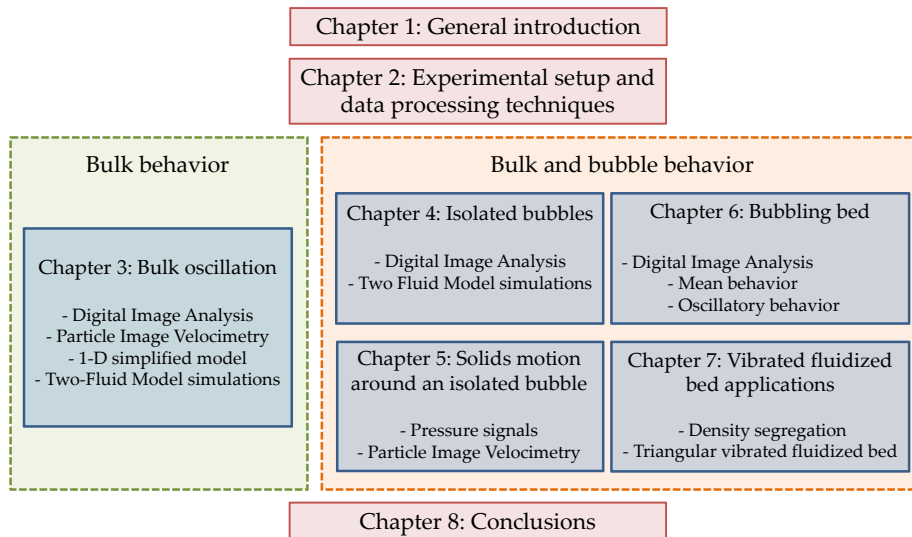 Chapter 1: General introduction
Chapter 2: Experimental setup and
data processing techniques
Bulk behavior
Chapter 3: Bulk oscillation
- Digital Image Analysis
- Particle Image Velocimetry
- 1-D simplified model
- Two-Fluid Model simulations
Bulk and bubble behavior
Chapter 4: Isolated bubbles
- Digital Image Analysis
- Two Fluid Model simulations
Chapter 5: Solids motion
around an isolated bubble
- Pressure signals
- Particle Image Velocimetry
Chapter 6: Bubbling bed
- Digital Image Analysis
- Mean behavior
- Oscillatory behavior
Chapter 7: Vibrated fluidized
bed applications
- Density segregation
- Triangular vibrated fluidized bed
Chapter 8: Conclusions